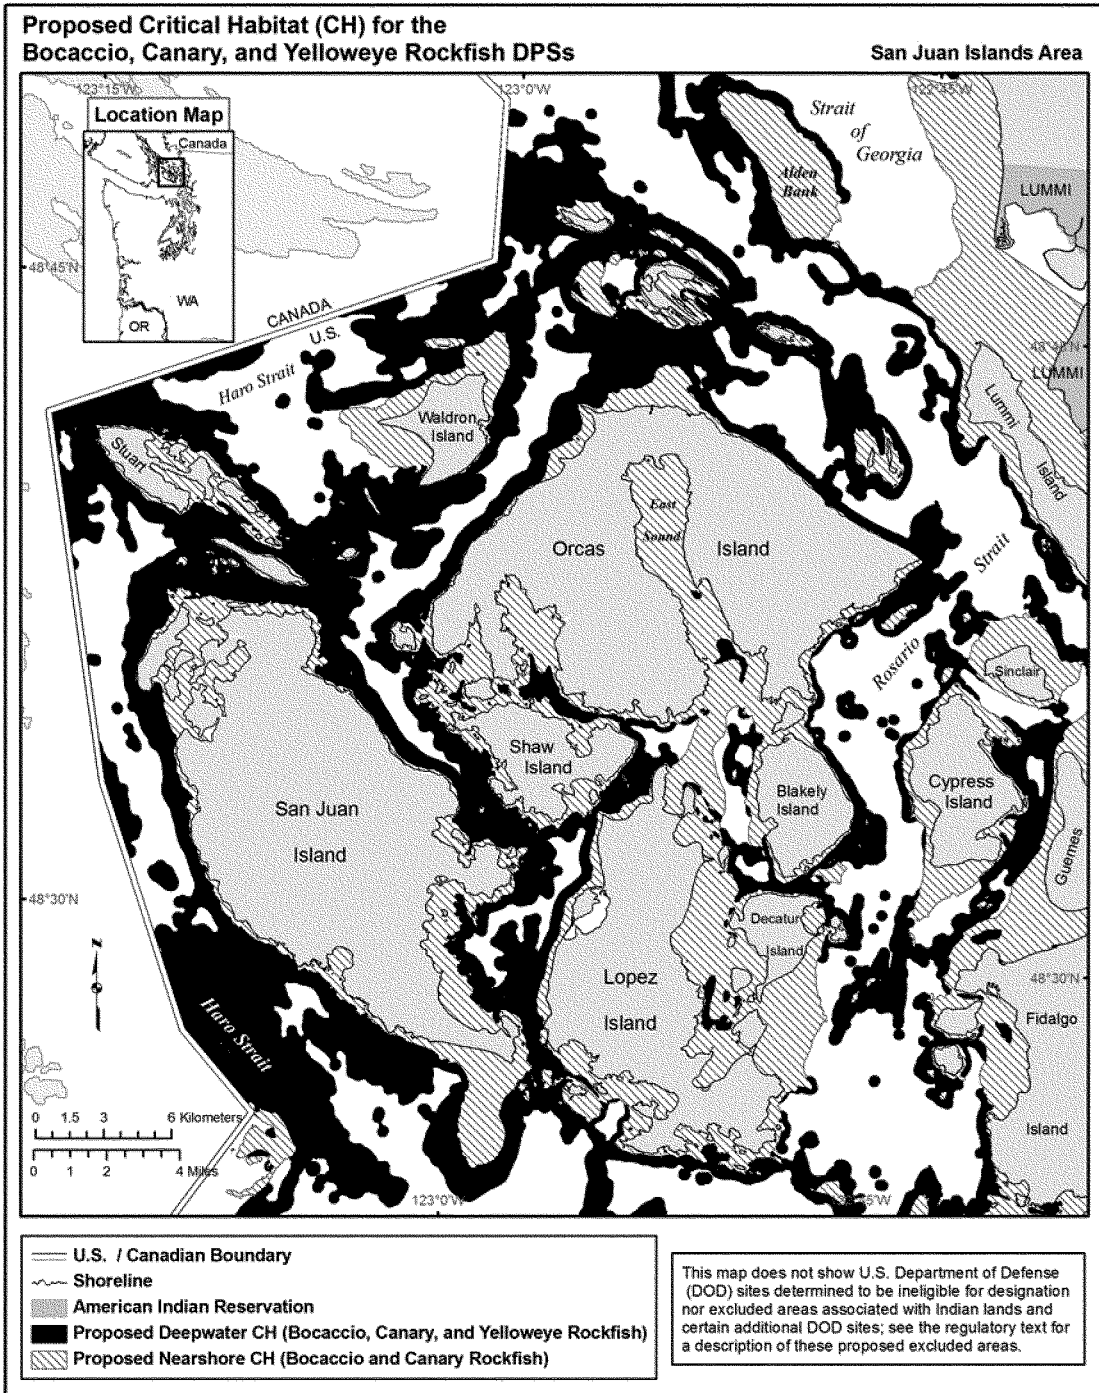 Proposed Critical Habitat (CH) for the
Bocaccio, Canary, and Yelloweye Rockfish DPSs
San Juan Islands Area
123°15'W
123°0'W
122°45'W
Location Map
Canada
WA
OR
Strait
of
Georgia
Alden
Bank
LUMMI
48°45'N
CANADA
U.S.
Haro Strait
48°45'N
LUMMI
Lummi
Island
Waldron
Island
Stuart
East
Sound
Orcas
Island
Strait
Rosario
Sinclair
Shaw
Island
Cypress
Island
Blakely
Island
San Juan
Island
Guemes
48°30'N
Decatur
Island
Lopez
Island
48°30'N
Fidalgo
Island
N
Haro Strait
0 1.5 3 6 Kilometers
0 1 2 4 Miles
123°0'W
45'W
U.S. / Canadian Boundary
Shoreline
American Indian Reservation
Proposed Deepwater CH (Bocaccio, Canary, and Yelloweye Rockfish)
Proposed Nearshore CH (Bocaccio and Canary Rockfish)
This map does not show U.S. Department of Defense
(DOD) sites determined to be ineligible for designation
nor excluded areas associated with Indian lands and
certain additional DOD sites; see the regulatory text for
a description of these proposed excluded areas.